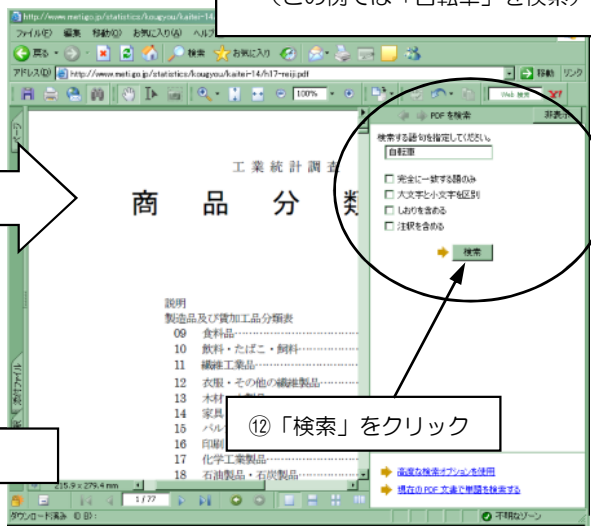 （この例では「自転車」を検索）
http://www.meti.go.jp/statistics/kougyou/kaitei-14
ファイル(F) 編集 移動(O) お気に入り(A) ヘルプ
戻る 検索 お気に入り
アドレス(D) http://www.meti.go.jp/statistics/kougyou/kaitei-14/h17-reiji.pdf 移動 リンク
100% Web 検索
PDF を検索 非表示
検索する語句を指定してください。
自転車
完全に一致する語のみ
大文字と小文字を区別
しおりを含める
注釈を含める
検索
工業統計調査
商品分類
説明
製造品及び賃加工品分類表
09 食料品
10 飲料・たばこ・飼料
11 繊維工業品
12 衣服・その他の繊維製品
13 木材
14 家具
15 パルプ
16 印刷
17 化学工業製品
18 石油製品・石炭製品
⑫「検索」をクリック
高度な検索オプションを使用
現在の PDF 文書で単語を検索する
215.9 x 279.4 mm
1/77
ダウンロード済み
不明なゾーン